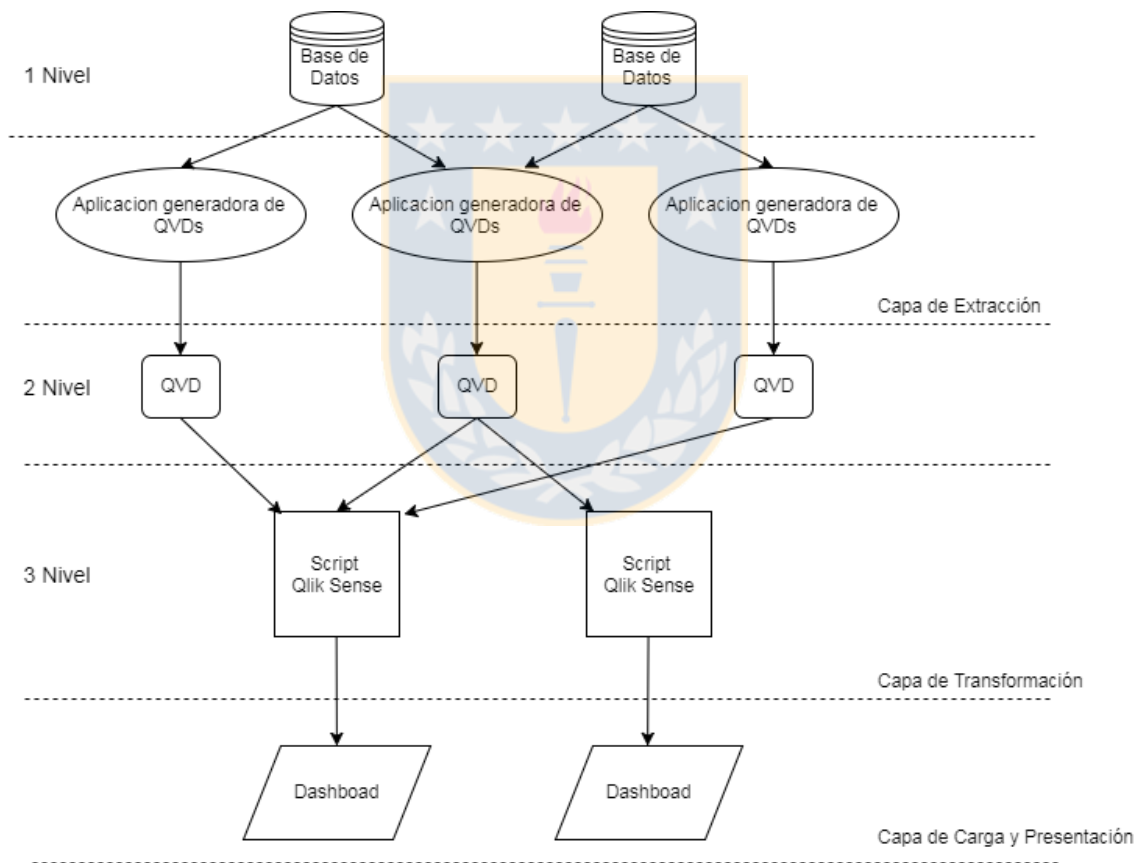 Base de
Datos
Base de
Datos
1 Nivel
Aplicacion generadora de
QVDs
Aplicacion generadora de
QVDs
Aplicacion generadora de
QVDs
Capa de Extracción
2 Nivel
QVD
QVD
QVD
3 Nivel
Script
Qlik Sense
Script
Qlik Sense
Capa de Transformación
Dashboad
Dashboad
Capa de Carga y Presentación